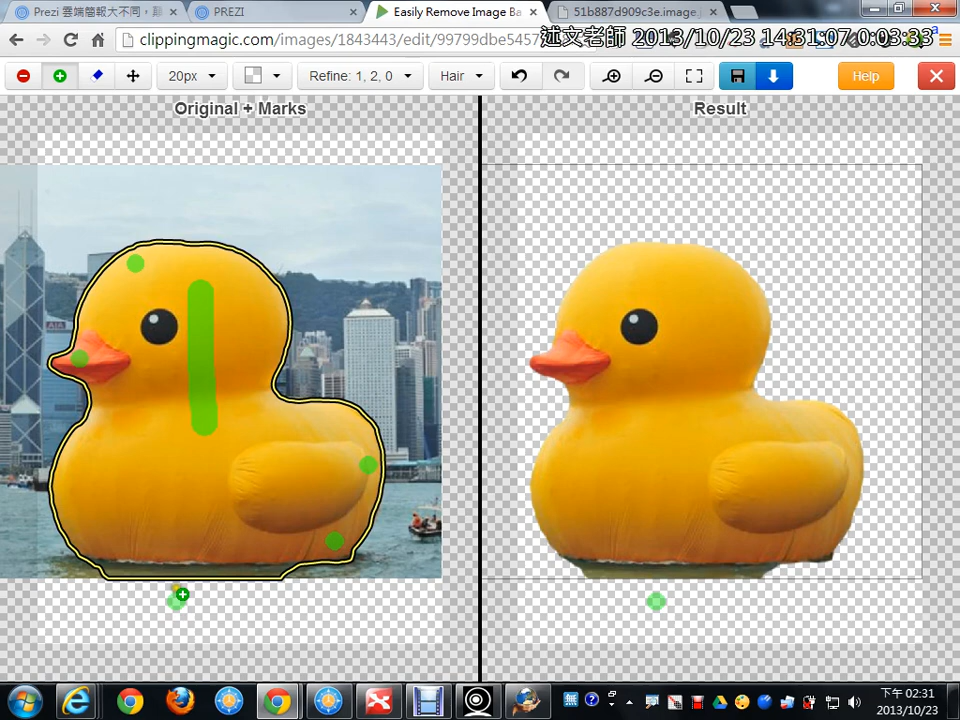 Prezi 雲端簡報大不同，顛
PREZI
Easily Remove Image Ba
51b887d909c3e.image.j
clippingmagic.com/images/1843443/edit/99799dbe5457
述文老師 2013/10/23 14:31:07 0:03:33
20px
Refine: 1, 2, 0
Hair
Help
Original + Marks
Result
AIA
下午 02:31
2013/10/23